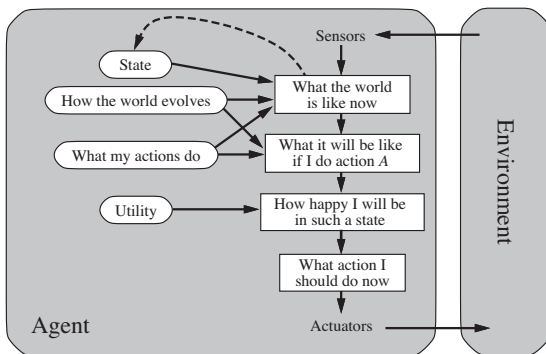 Sensors
State
What the world
is like now
How the world evolves
What it will be like
if I do action A
What my actions do
How happy I will be
in such a state
Utility
What action I
should do now
Agent
Actuators
Environment